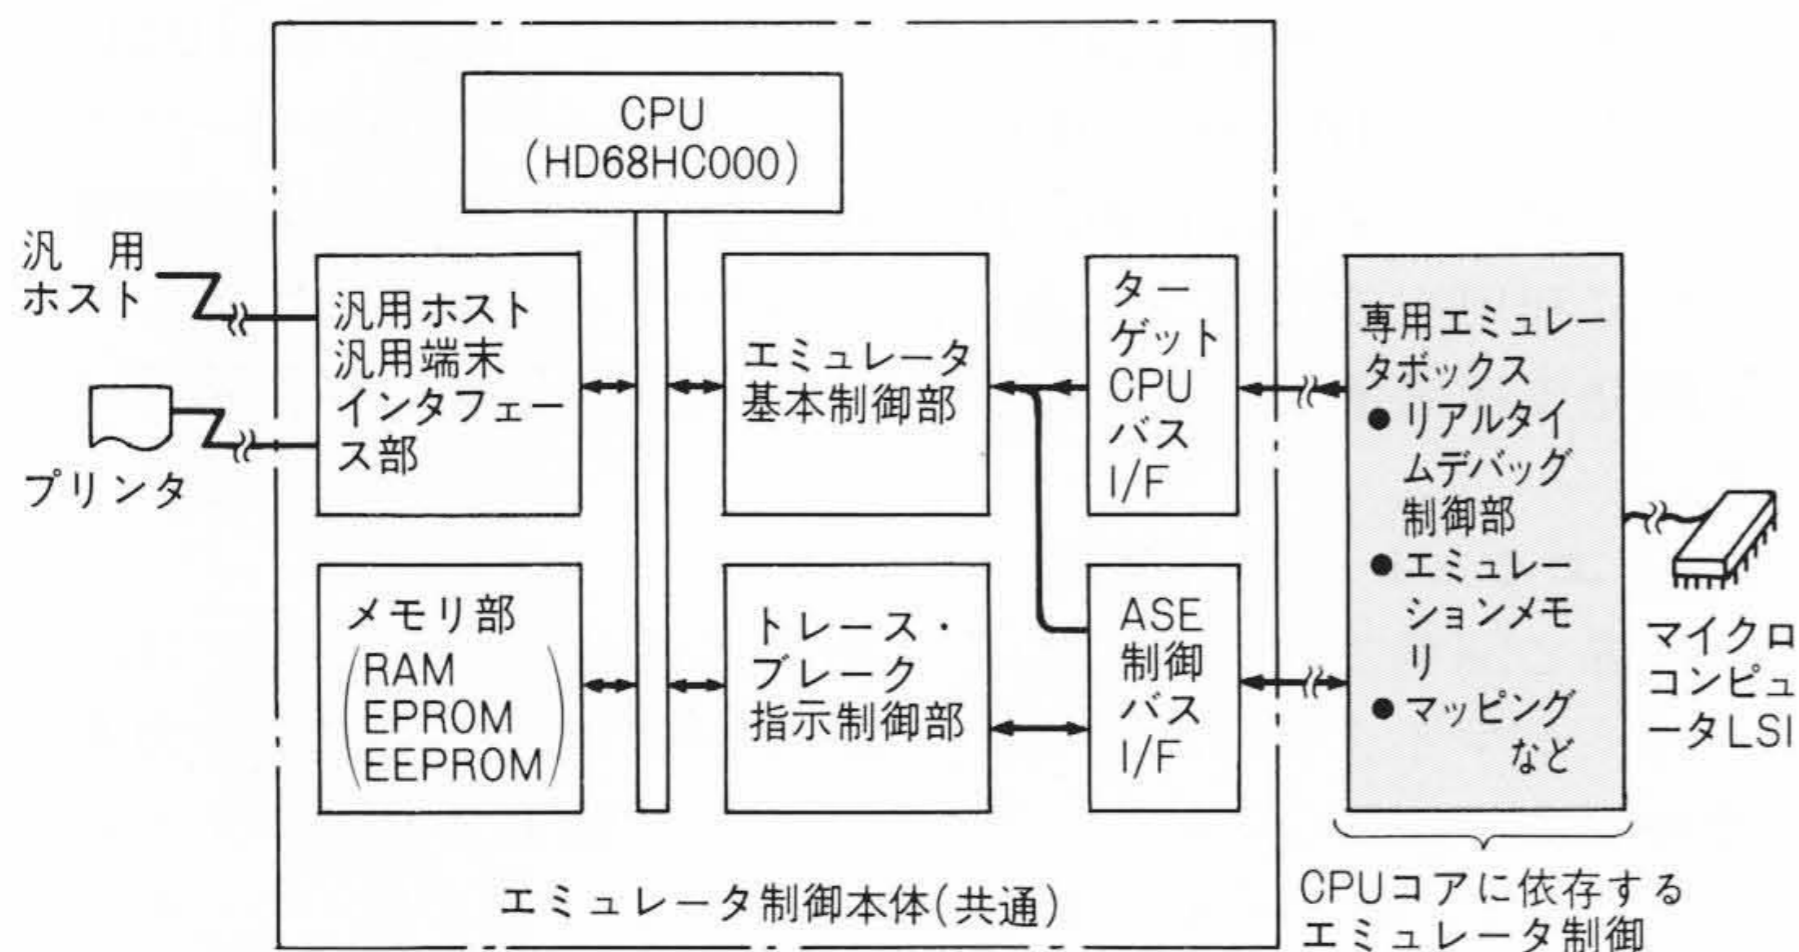 CPU
(HD68HC000)
汎 用
ホスト
プリンタ
汎用ホスト
汎用端末
インタフェー
ス部
エミュレータ
基本制御部
ター
ゲット
CPU
バス
I/F
専用エミュレー
タボックス
●リアルタイ
ムデバッグ
制御部
●エミュレー
ションメモ
リ
●マッピング
など
マイクロ
コンピュ
ータLSI
メモリ部
RAM
EPROM
EEPROM
トレース・
ブレーク
指示制御部
ASE
制御
バス
I/F
エミュレータ制御本体(共通)
CPUコアに依存する
エミュレータ制御